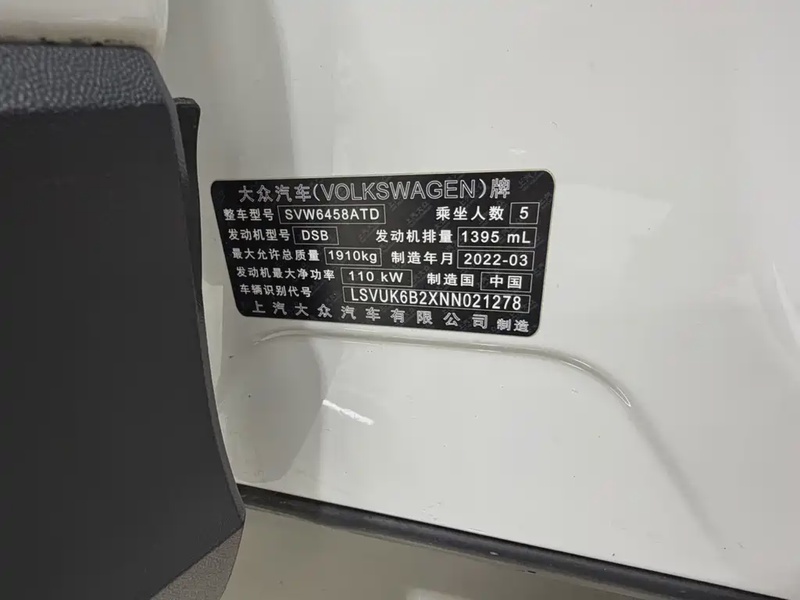 大众汽车(VOLKSWAGEN)牌
整车型号 SVW6458ATD 乘坐人数 5
发动机型号 DSB 发动机排量 1395 mL
最大允许总质量 1910kg 制造年月 2022-03
发动机最大净功率 110 kW 制造国 中国
车辆识别代号 LSVUK6B2XNN021278
上汽大众汽车有限公司 制造